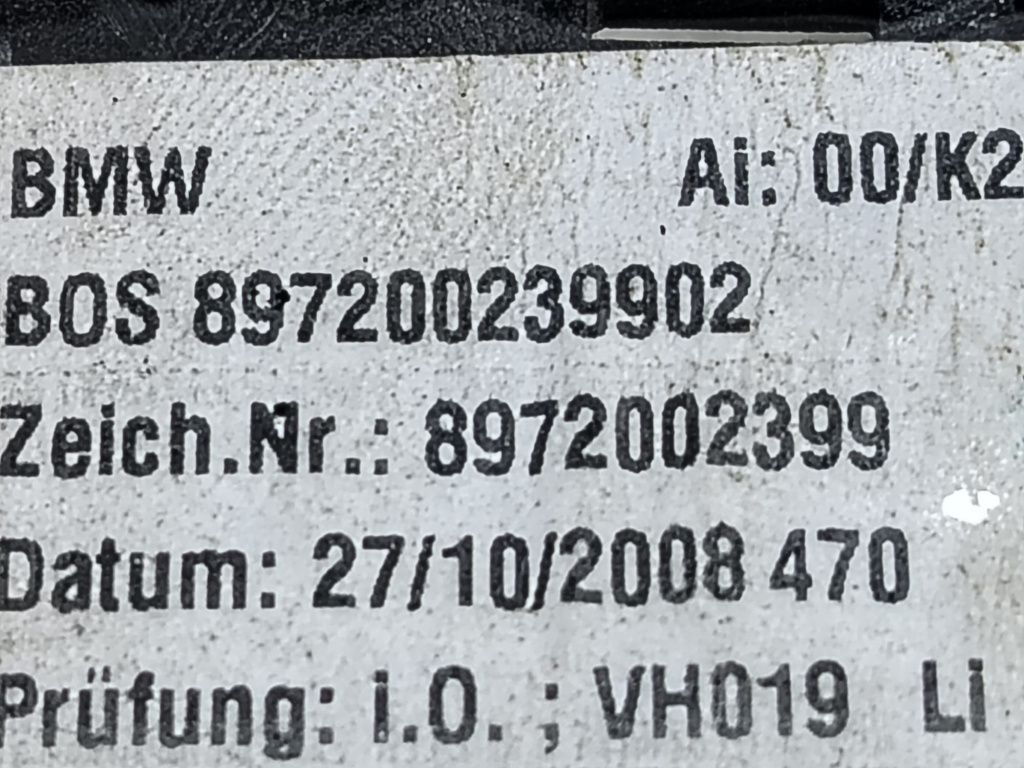 BMW Ai: 00/K2
BOS 897200239902
Zeich.Nr.: 8972002399
Datum: 27/10/2008 470
Prüfung: i.O. ; VH019 Li